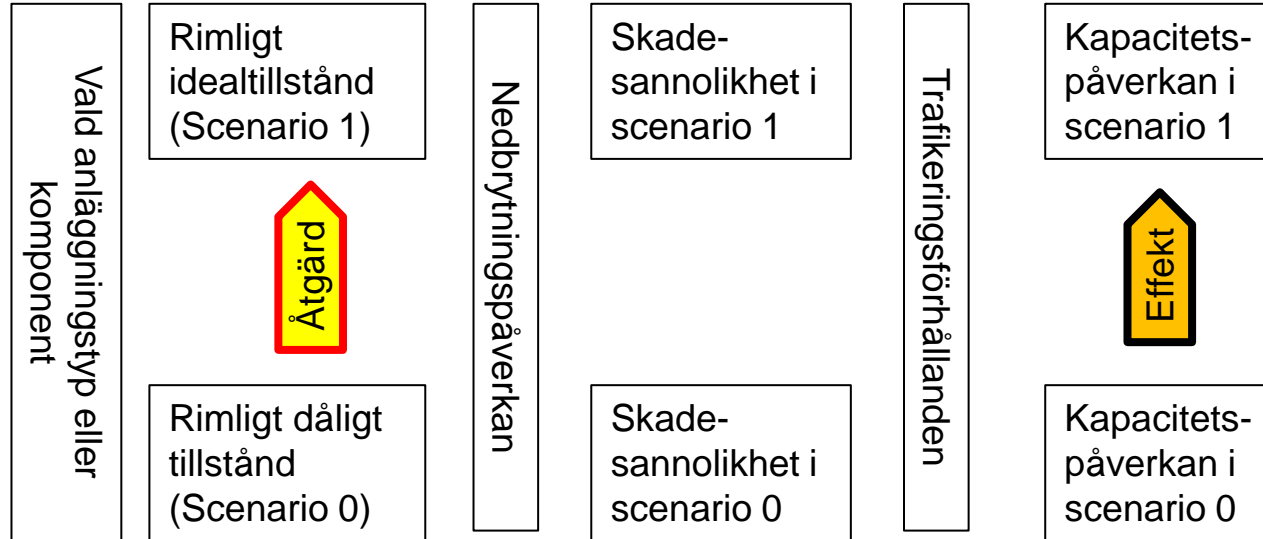 Vald anläggningstyp eller
komponent
Rimligt
idealtillstånd
(Scenario 1)
Åtgärd
Rimligt dåligt
tillstånd
(Scenario 0)
Nedbrytningspåverkan
Skade-
sannolikhet i
scenario 1
Skade-
sannolikhet i
scenario 0
Trafikeringsförhållanden
Kapacitets-
påverkan i
scenario 1
Effekt
Kapacitets-
påverkan i
scenario 0